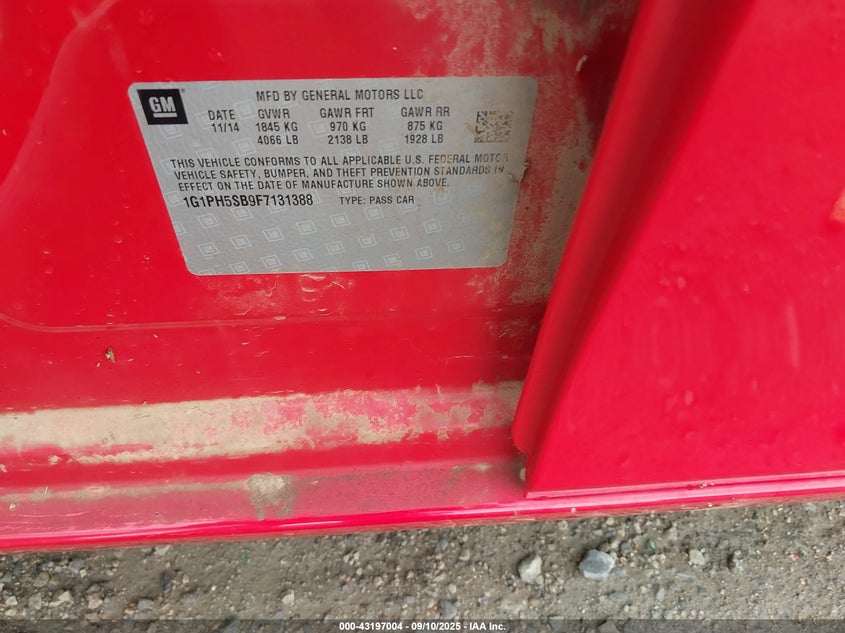 GM
MFD BY GENERAL MOTORS LLC
DATE GVWR GAWR FRT GAWR RR
11/14 1845 KG 970 KG 875 KG
4066 LB 2138 LB 1928 LB
THIS VEHICLE CONFORMS TO ALL APPLICABLE U.S. FEDERAL MOTOR
VEHICLE SAFETY, BUMPER, AND THEFT PREVENTION STANDARDS IN
EFFECT ON THE DATE OF MANUFACTURE SHOWN ABOVE.
1G1PH5SB9F7131388 TYPE: PASS CAR
000-43197004 - 09/10/2025 - IAA Inc.